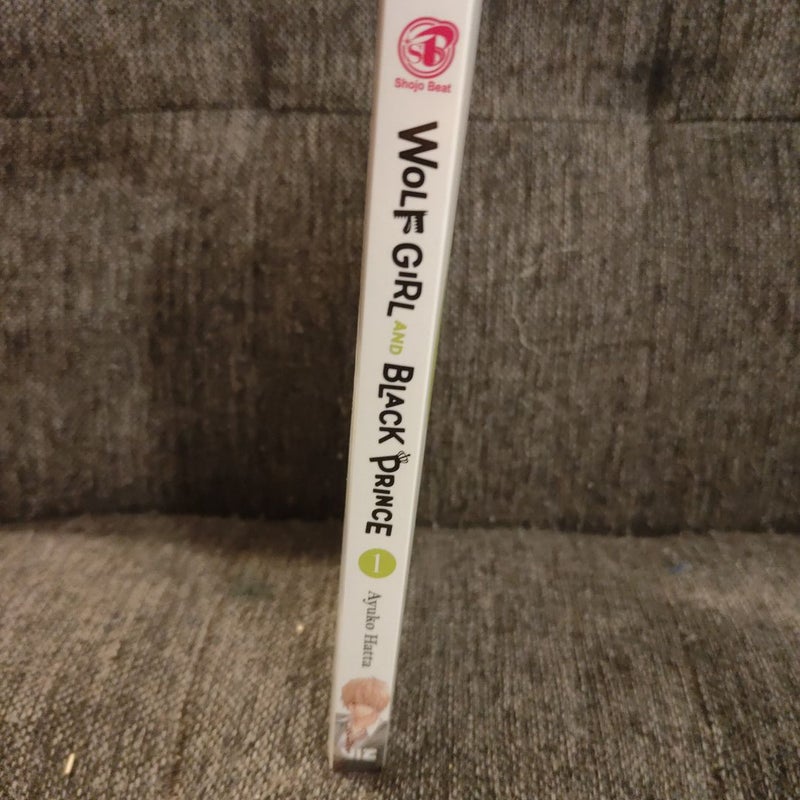 SB
Shojo Beat
WOLF GIRL AND BLACK PRINCE
1
Ayuko Hatta